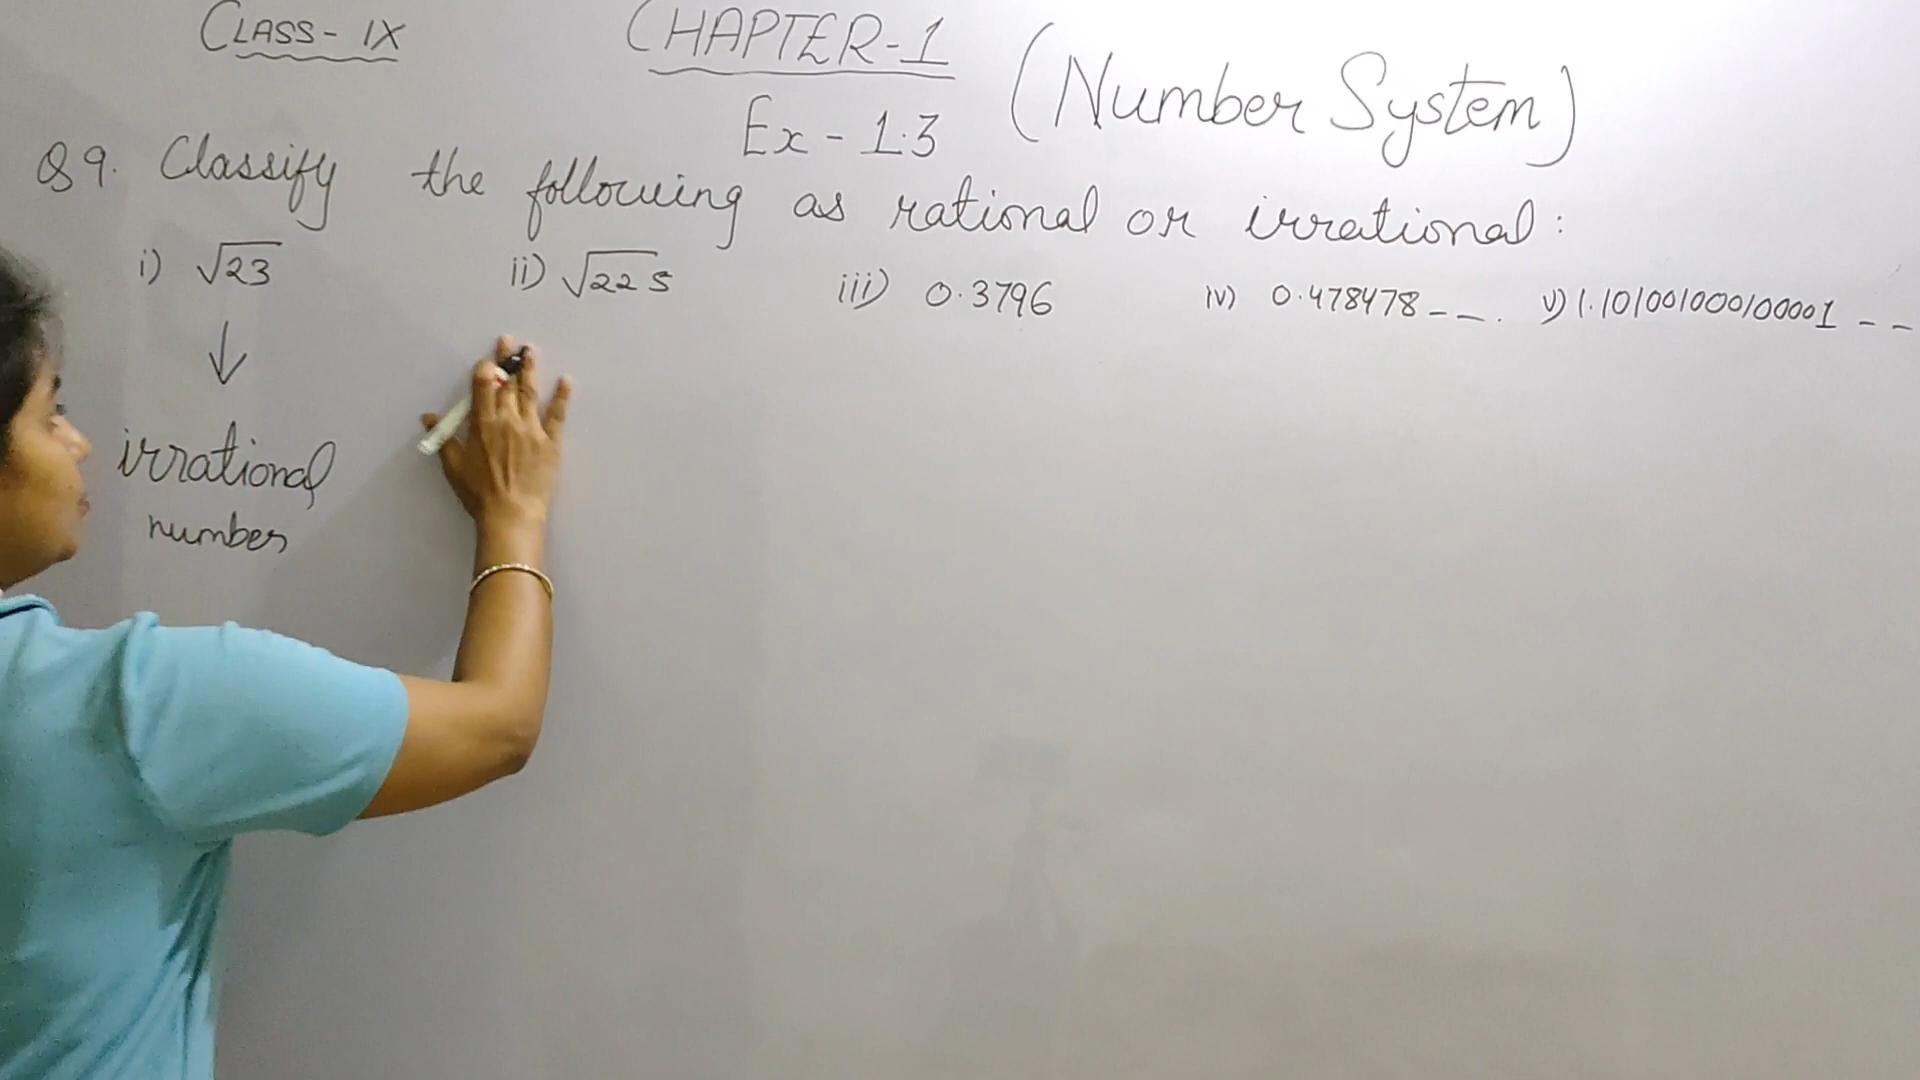 CLASS- IX
CHAPTER-1
(Number System)
Ex - 1.3
Q9. Classify the following as rational or irrational:
i) √23 ii) √225 iii) 0.3796 iv) 0.478478 _ _ . v) 1.101001000100001 _ _
↓
irrational
number